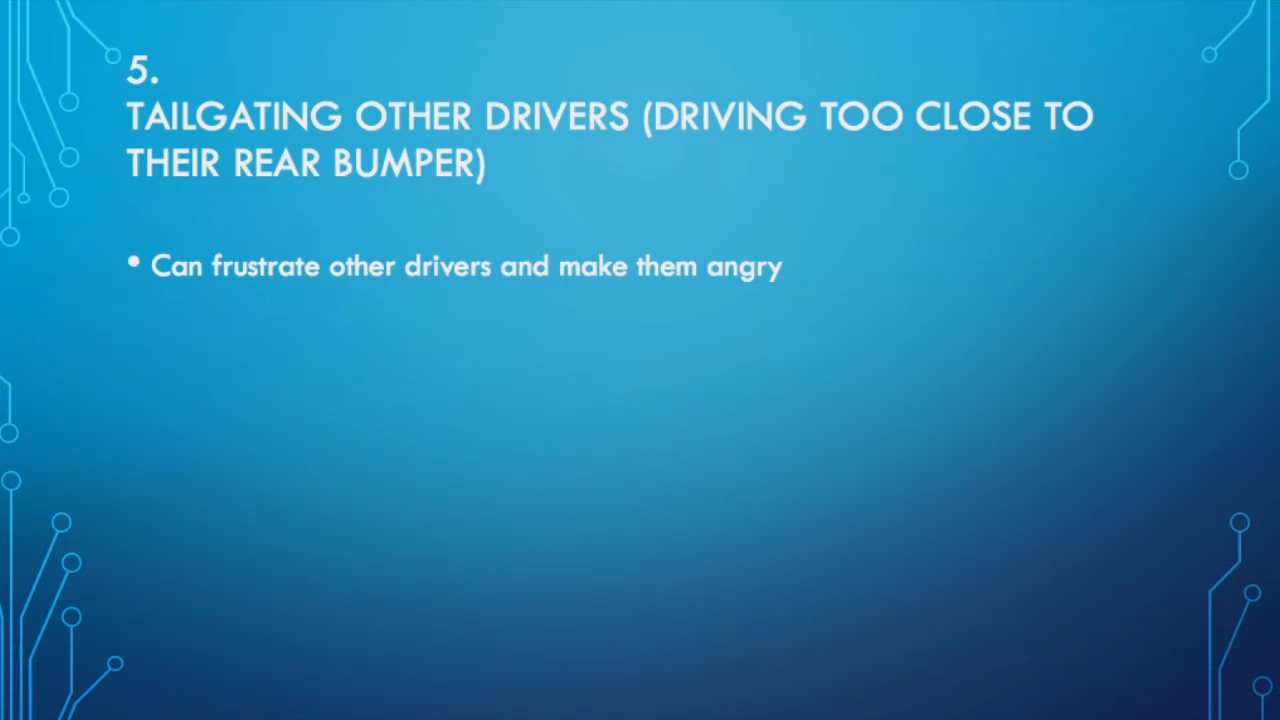 5.
TAILGATING OTHER DRIVERS (DRIVING TOO CLOSE TO
THEIR REAR BUMPER)
• Can frustrate other drivers and make them angry